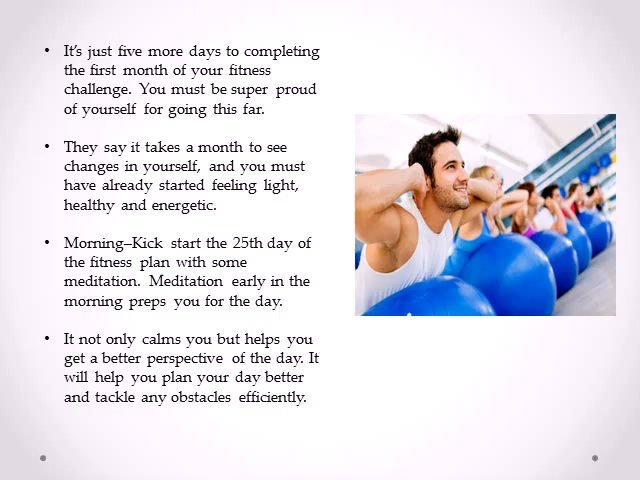 • It's just five more days to completing
the first month of your fitness
challenge. You must be super proud
of yourself for going this far.
• They say it takes a month to see
changes in yourself, and you must
have already started feeling light,
healthy and energetic.
• Morning–Kick start the 25th day of
the fitness plan with some
meditation. Meditation early in the
morning preps you for the day.
• It not only calms you but helps you
get a better perspective of the day. It
will help you plan your day better
and tackle any obstacles efficiently.